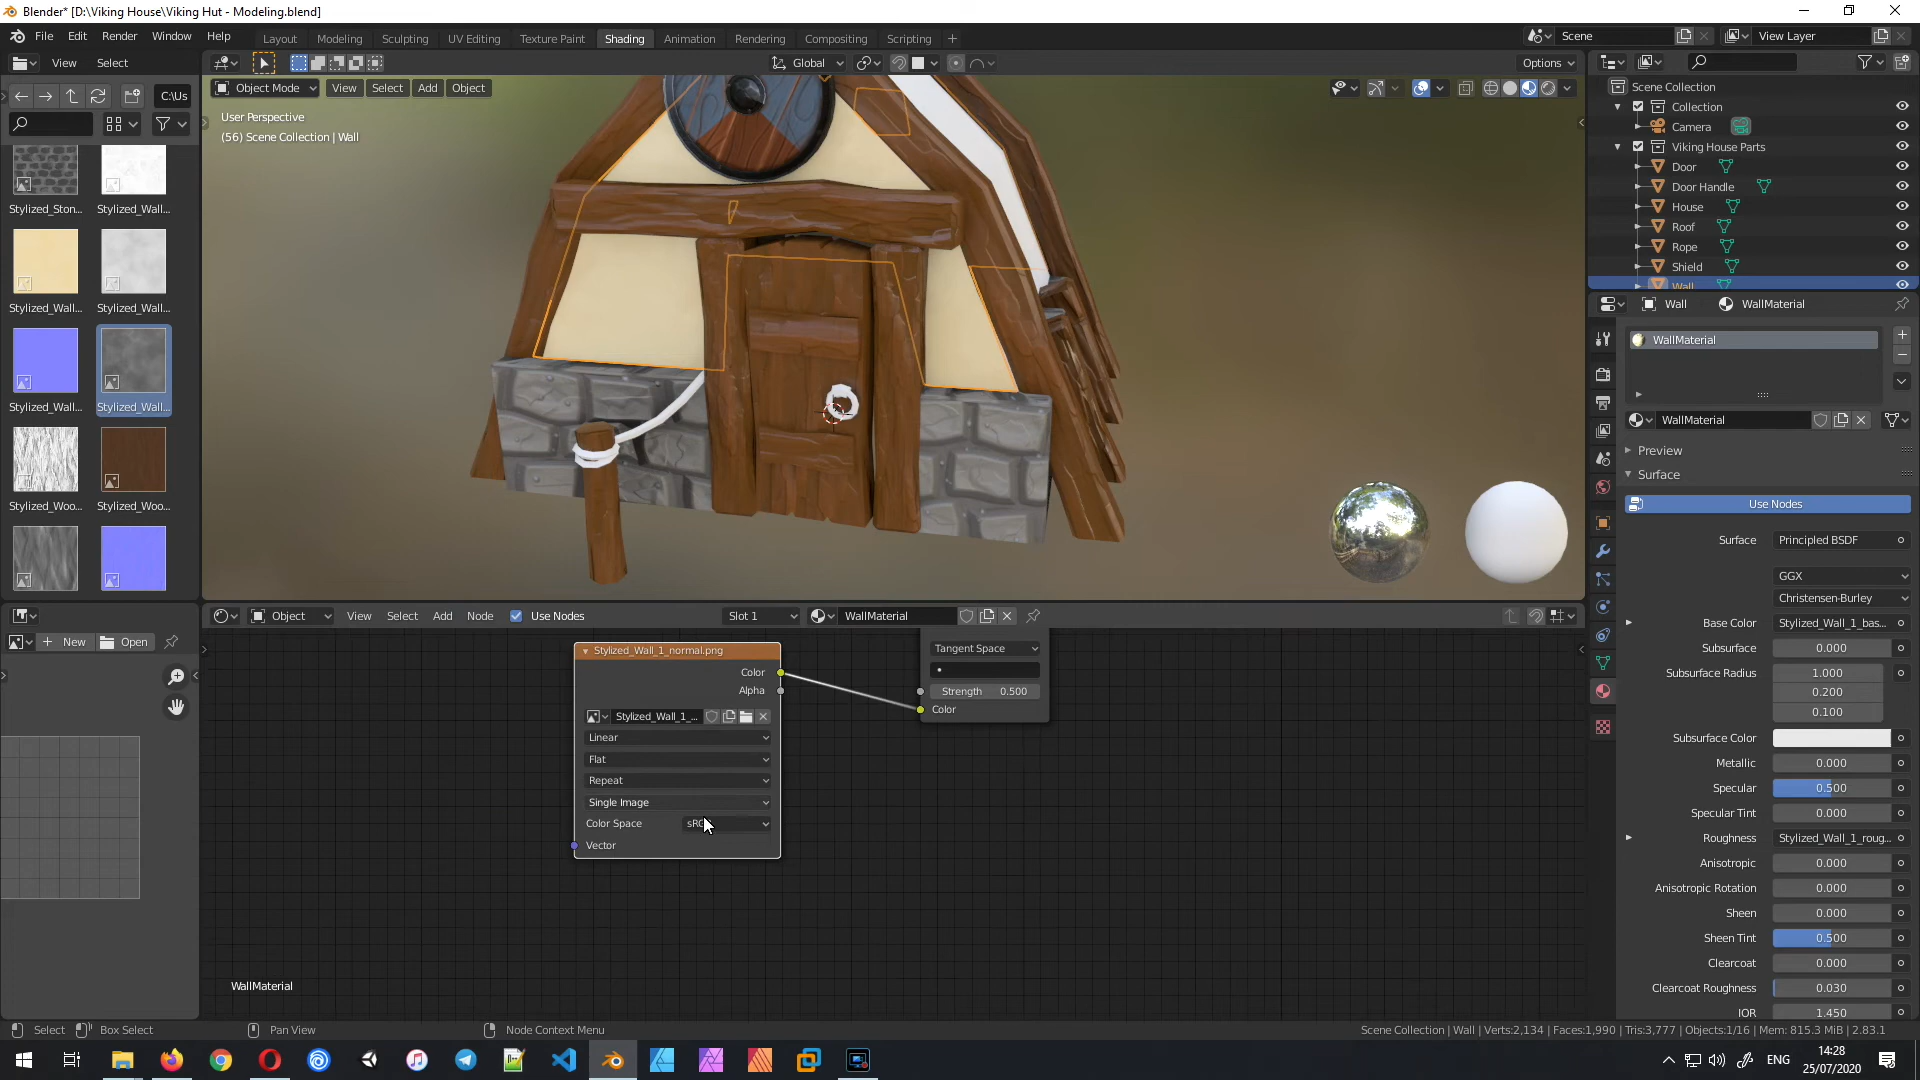 Blender* [D:\Viking House\Viking Hut - Modeling.blend]
File Edit Render Window Help
Layout Modeling Sculpting UV Editing Texture Paint Shading Animation Rendering Compositing Scripting
Scene
View Layer
View Select
Global
Options
C:\Us
Object Mode View Select Add Object
User Perspective
(56) Scene Collection | Wall
Stylized_Ston... Stylized_Wall...
Stylized_Wall... Stylized_Wall...
Stylized_Wall... Stylized_Wall...
Stylized_Woo... Stylized_Woo...
Scene Collection
Collection
Camera
Viking House Parts
Door
Door Handle
House
Roof
Rope
Shield
Wall
Wall WallMaterial
WallMaterial
WallMaterial
Preview
Surface
Use Nodes
Surface Principled BSDF
GGX
Christensen-Burley
Base Color Stylized_Wall_1_bas...
Subsurface 0.000
Subsurface Radius 1.000
0.200
0.100
Subsurface Color
Metallic 0.000
Specular 0.500
Specular Tint 0.000
Roughness Stylized_Wall_1_roug...
Anisotropic 0.000
Anisotropic Rotation 0.000
Sheen 0.000
Sheen Tint 0.500
Clearcoat 0.000
Clearcoat Roughness 0.030
IOR 1.450
New Open
Object View Select Add Node Use Nodes Slot 1 WallMaterial
Stylized_Wall_1_normal.png
Color
Alpha
Stylized_Wall_1_...
Linear
Flat
Repeat
Single Image
Color Space
Vector
Tangent Space
Strength 0.500
Color
WallMaterial
Select Box Select Pan View Node Context Menu
Scene Collection | Wall | Verts:2,134 | Faces:1,990 | Tris:3,777 | Objects:1/16 | Mem: 815.3 MiB | 2.83.1
ENG
14:28
25/07/2020